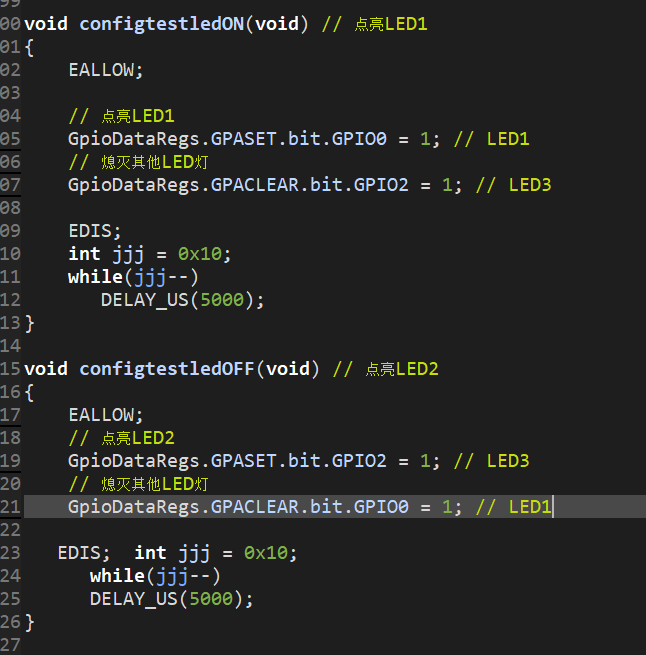 99
00 void configtestledON(void) // 点亮LED1
01 {
02     EALLOW;
03
04     // 点亮LED1
05     GpioDataRegs.GPASET.bit.GPIO0 = 1; // LED1
06     // 熄灭其他LED灯
07     GpioDataRegs.GPACLEAR.bit.GPIO2 = 1; // LED3
08
09     EDIS;
10     int jjj = 0x10;
11     while(jjj--)
12        DELAY_US(5000);
13 }
14
15 void configtestledOFF(void) // 点亮LED2
16 {
17     EALLOW;
18     // 点亮LED2
19     GpioDataRegs.GPASET.bit.GPIO2 = 1; // LED3
20     // 熄灭其他LED灯
21     GpioDataRegs.GPACLEAR.bit.GPIO0 = 1; // LED1
22
23    EDIS;  int jjj = 0x10;
24       while(jjj--)
25       DELAY_US(5000);
26 }
27